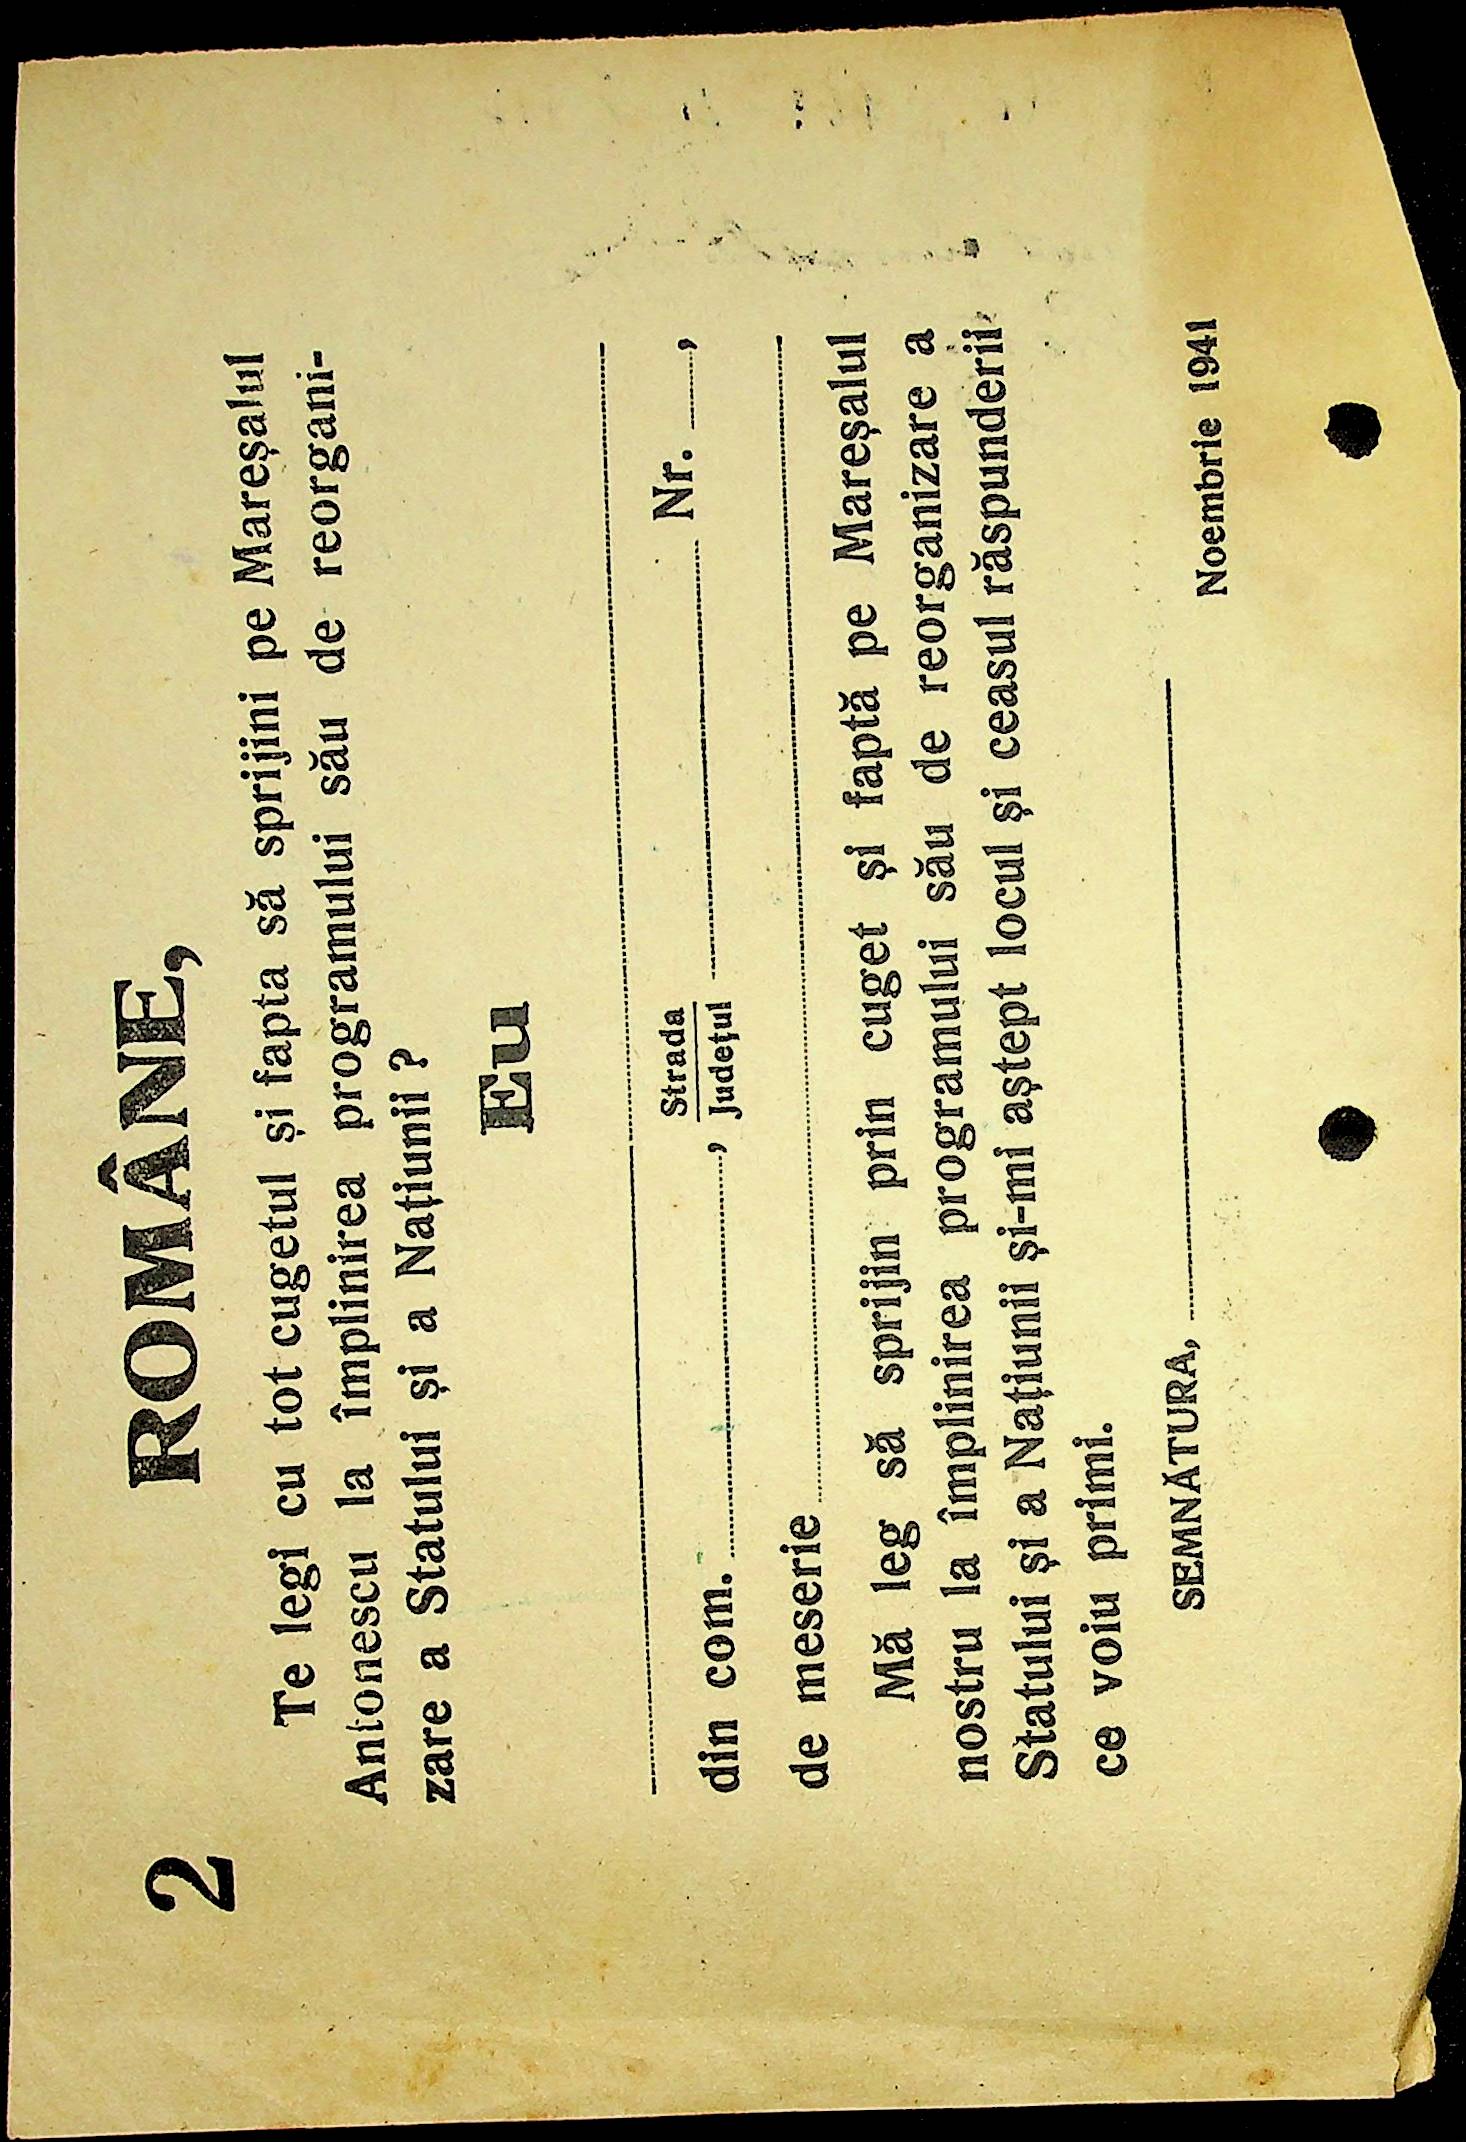 2
ROMÂNE,
Te legi cu tot cugetul și fapta să sprijini pe Mareșalul
Antonescu la împlinirea programului său de reorgani-
zare a Statului și a Națiunii ?
Eu
din com. , Strada Nr. ,
Județul
de meserie
Mă leg să sprijin prin cuget și faptă pe Mareșalul
nostru la împlinirea programului său de reorganizare a
Statului și a Națiunii și-mi aștept locul și ceasul răspunderii
ce voiu primi.
SEMNĂTURA,
Noembrie 1941